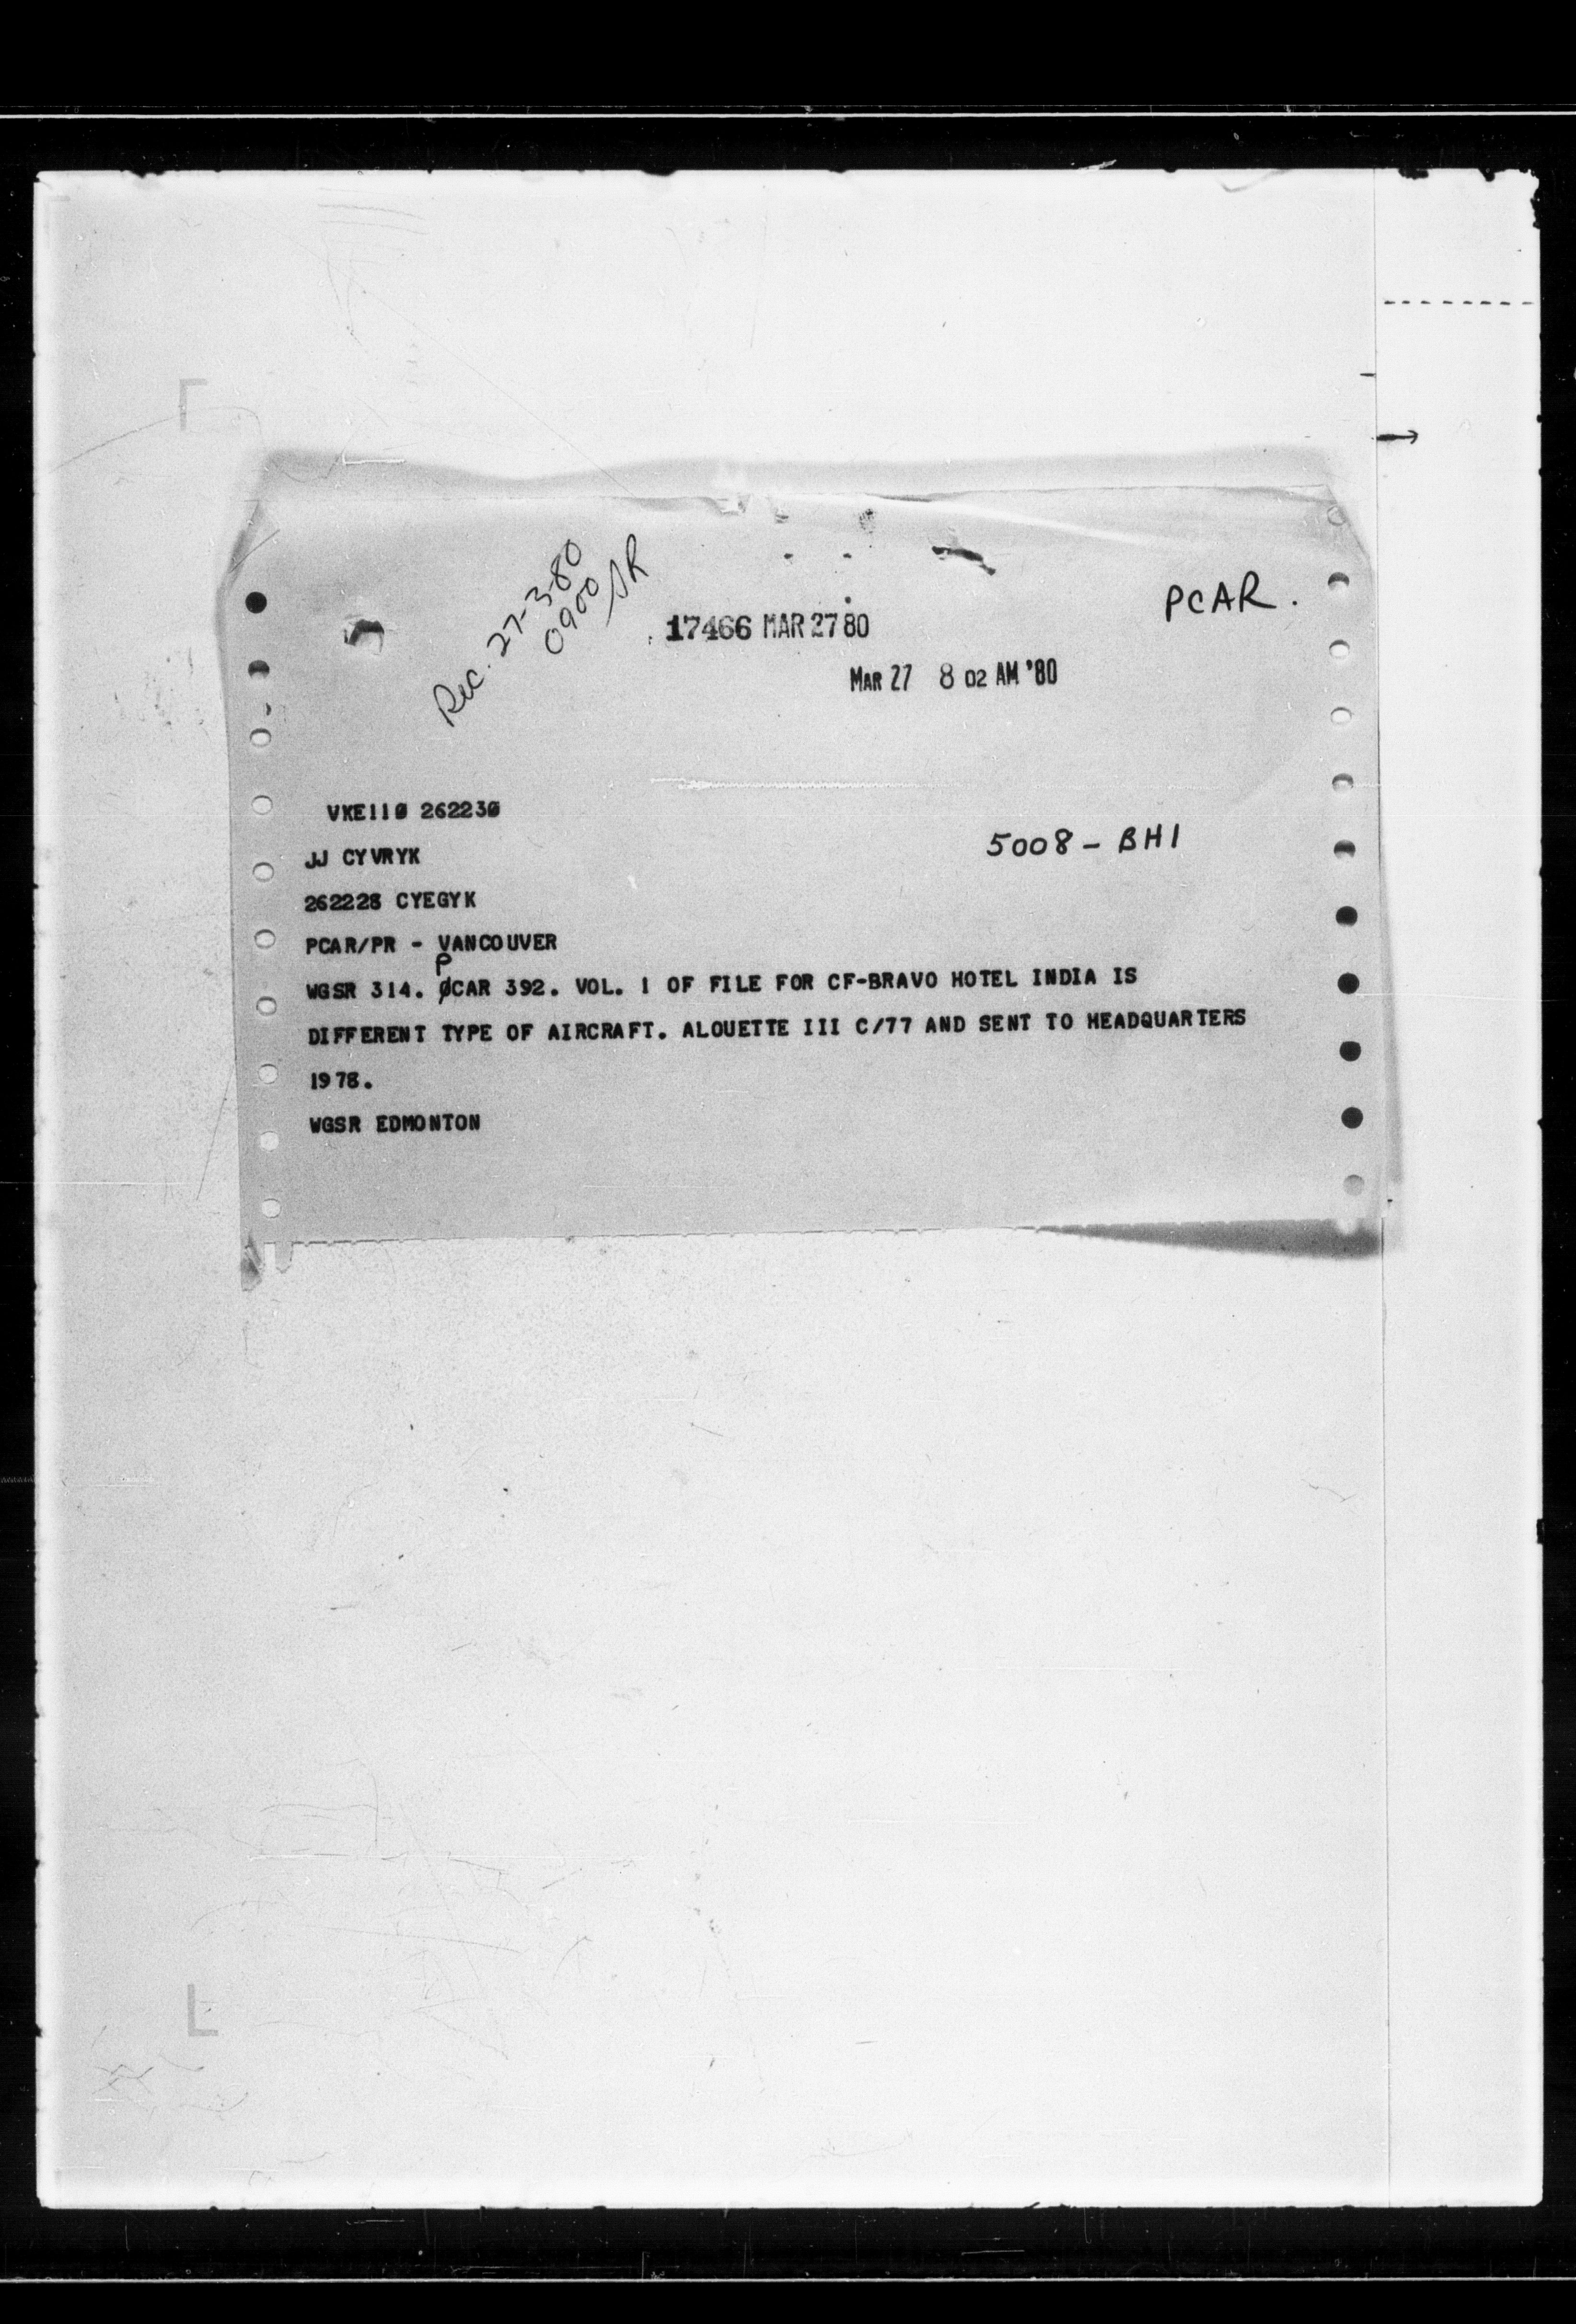 Rec. 27-3-80
0900 JR
PCAR.
17466 MAR 27 80
MAR 27 8 02 AM '80
VKE110 262230
JJ CYVRYK
5008-BHI
262228 CYEGYK
PCAR/PR - VANCOUVER
P
WGSR 314. ØCAR 392. VOL. 1 OF FILE FOR CF-BRAVO HOTEL INDIA IS
DIFFERENT TYPE OF AIRCRAFT. ALOUETTE III C/77 AND SENT TO HEADQUARTERS
1978.
WGSR EDMONTON